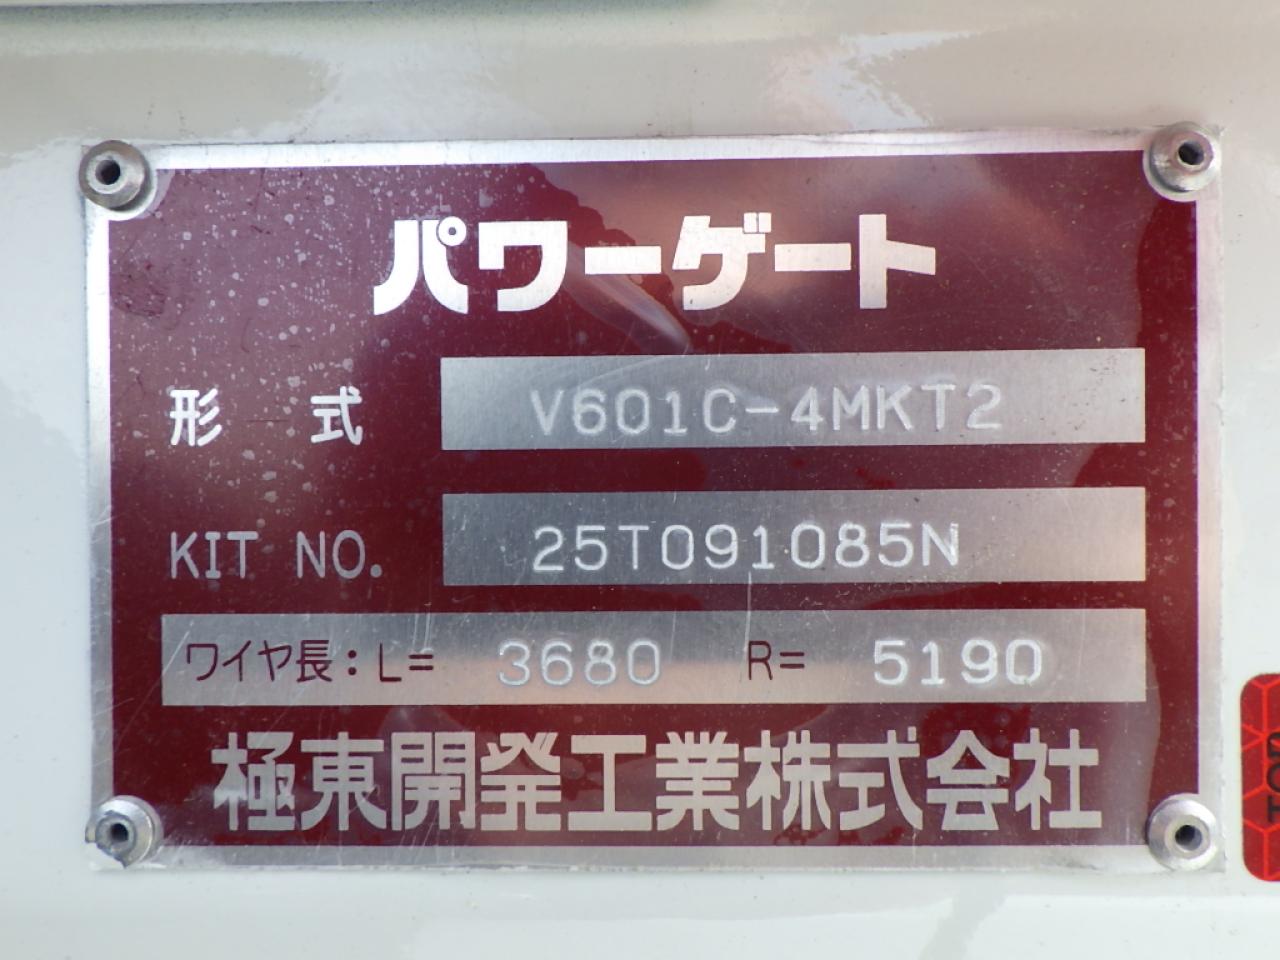 パワーゲート
形式 V601C-4MKT2
KIT NO. 25T091085N
ワイヤ長:L= 3680 R= 5190
極東開発工業株式会社